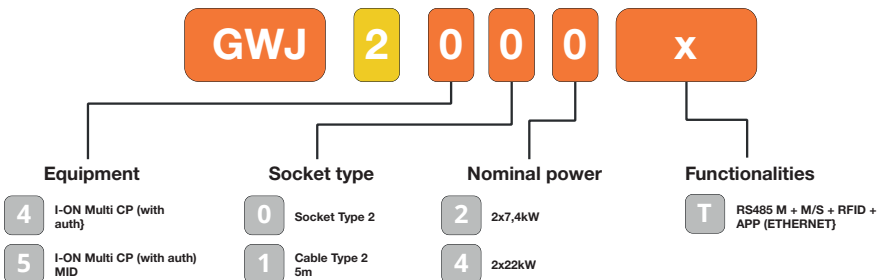 GWJ 2 0 0 0 x
Equipment
4 I-ON Multi CP (with
auth}
5 I-ON Multi CP (with auth)
MID
Socket type
0 Socket Type 2
1 Cable Type 2
5m
Nominal power
2 2x7,4kW
4 2x22kW
Functionalities
T RS485 M + M/S + RFID +
APP (ETHERNET}